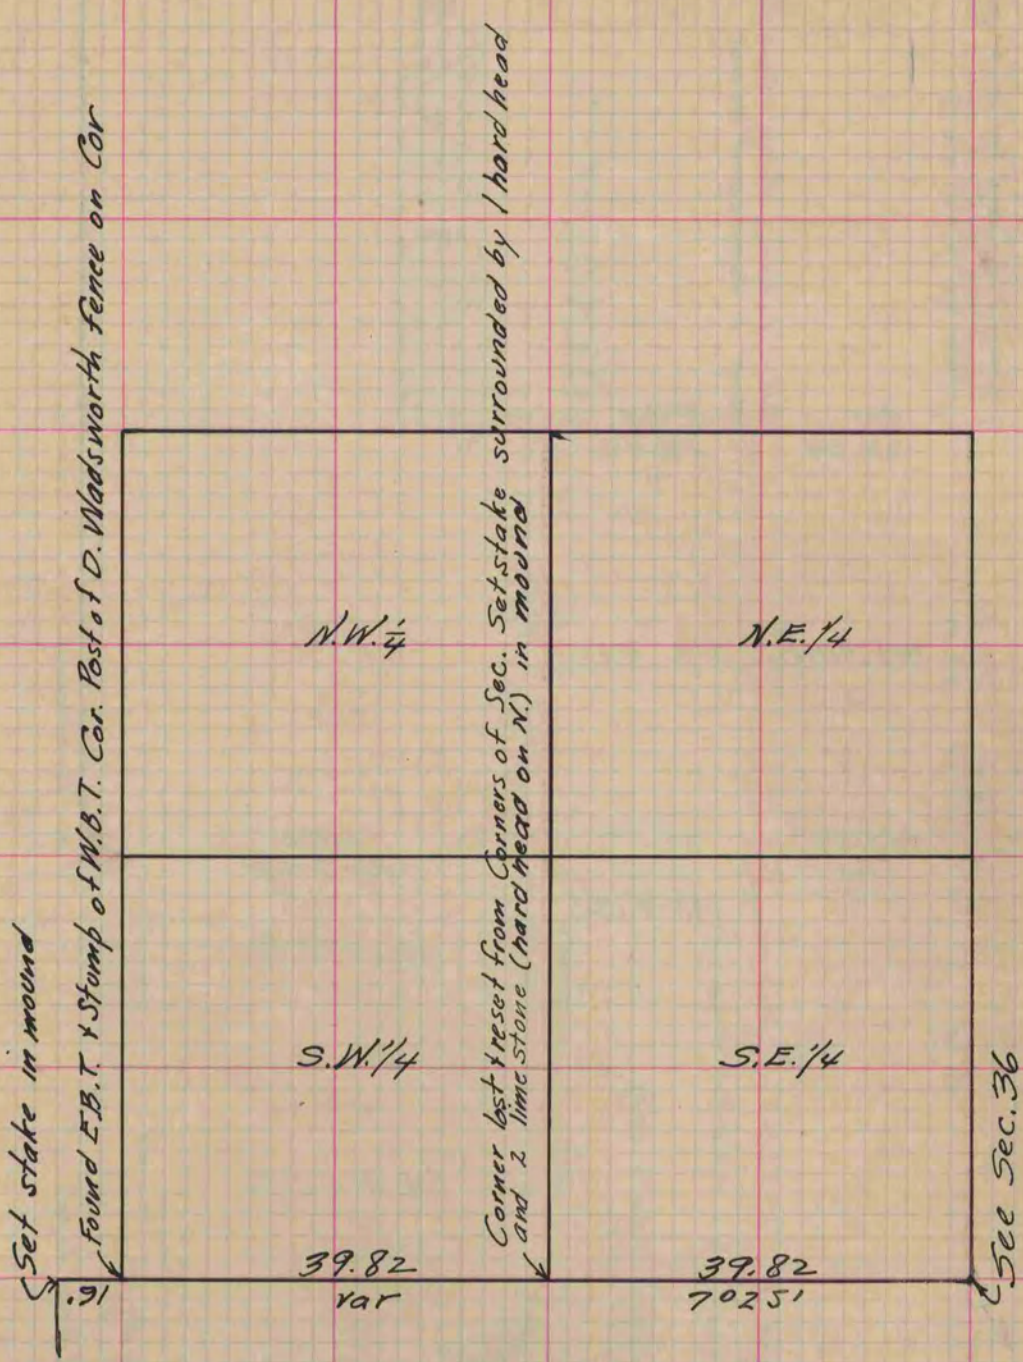 Set stake in mound
Found E.B.T. & Stump of W.B.T. Cor. Post of D. Wadsworth fence on Cor
Corner lost & reset from Corners of Sec. Set stake surrounded by 1 hard head
and 2 lime stone (hard head on N.) in mound
N.W. 1/4
N.E. 1/4
S.W. 1/4
S.E. 1/4
.91
39.82
var
39.82
7°25'
See Sec. 36